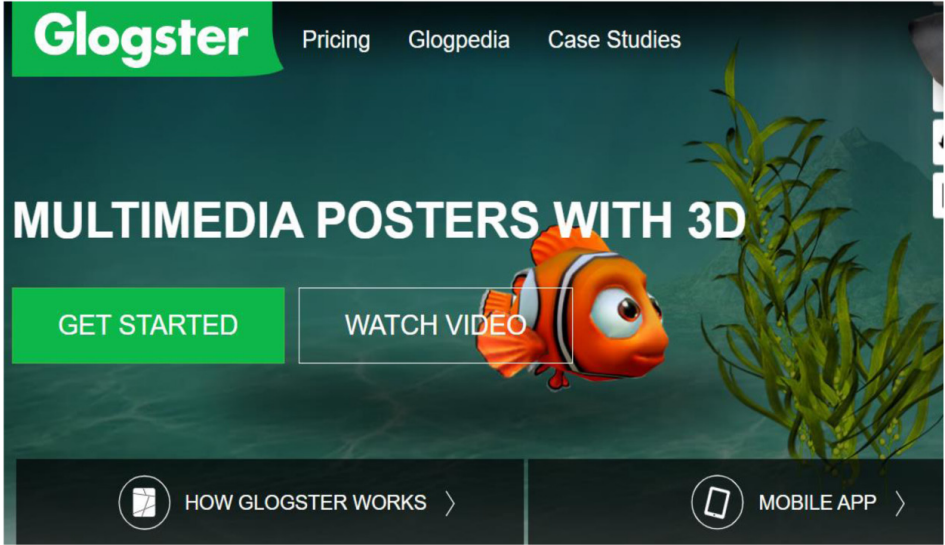 Glogster
Pricing Glogpedia Case Studies
MULTIMEDIA POSTERS WITH 3D
GET STARTED WATCH VIDEO
HOW GLOGSTER WORKS MOBILE APP